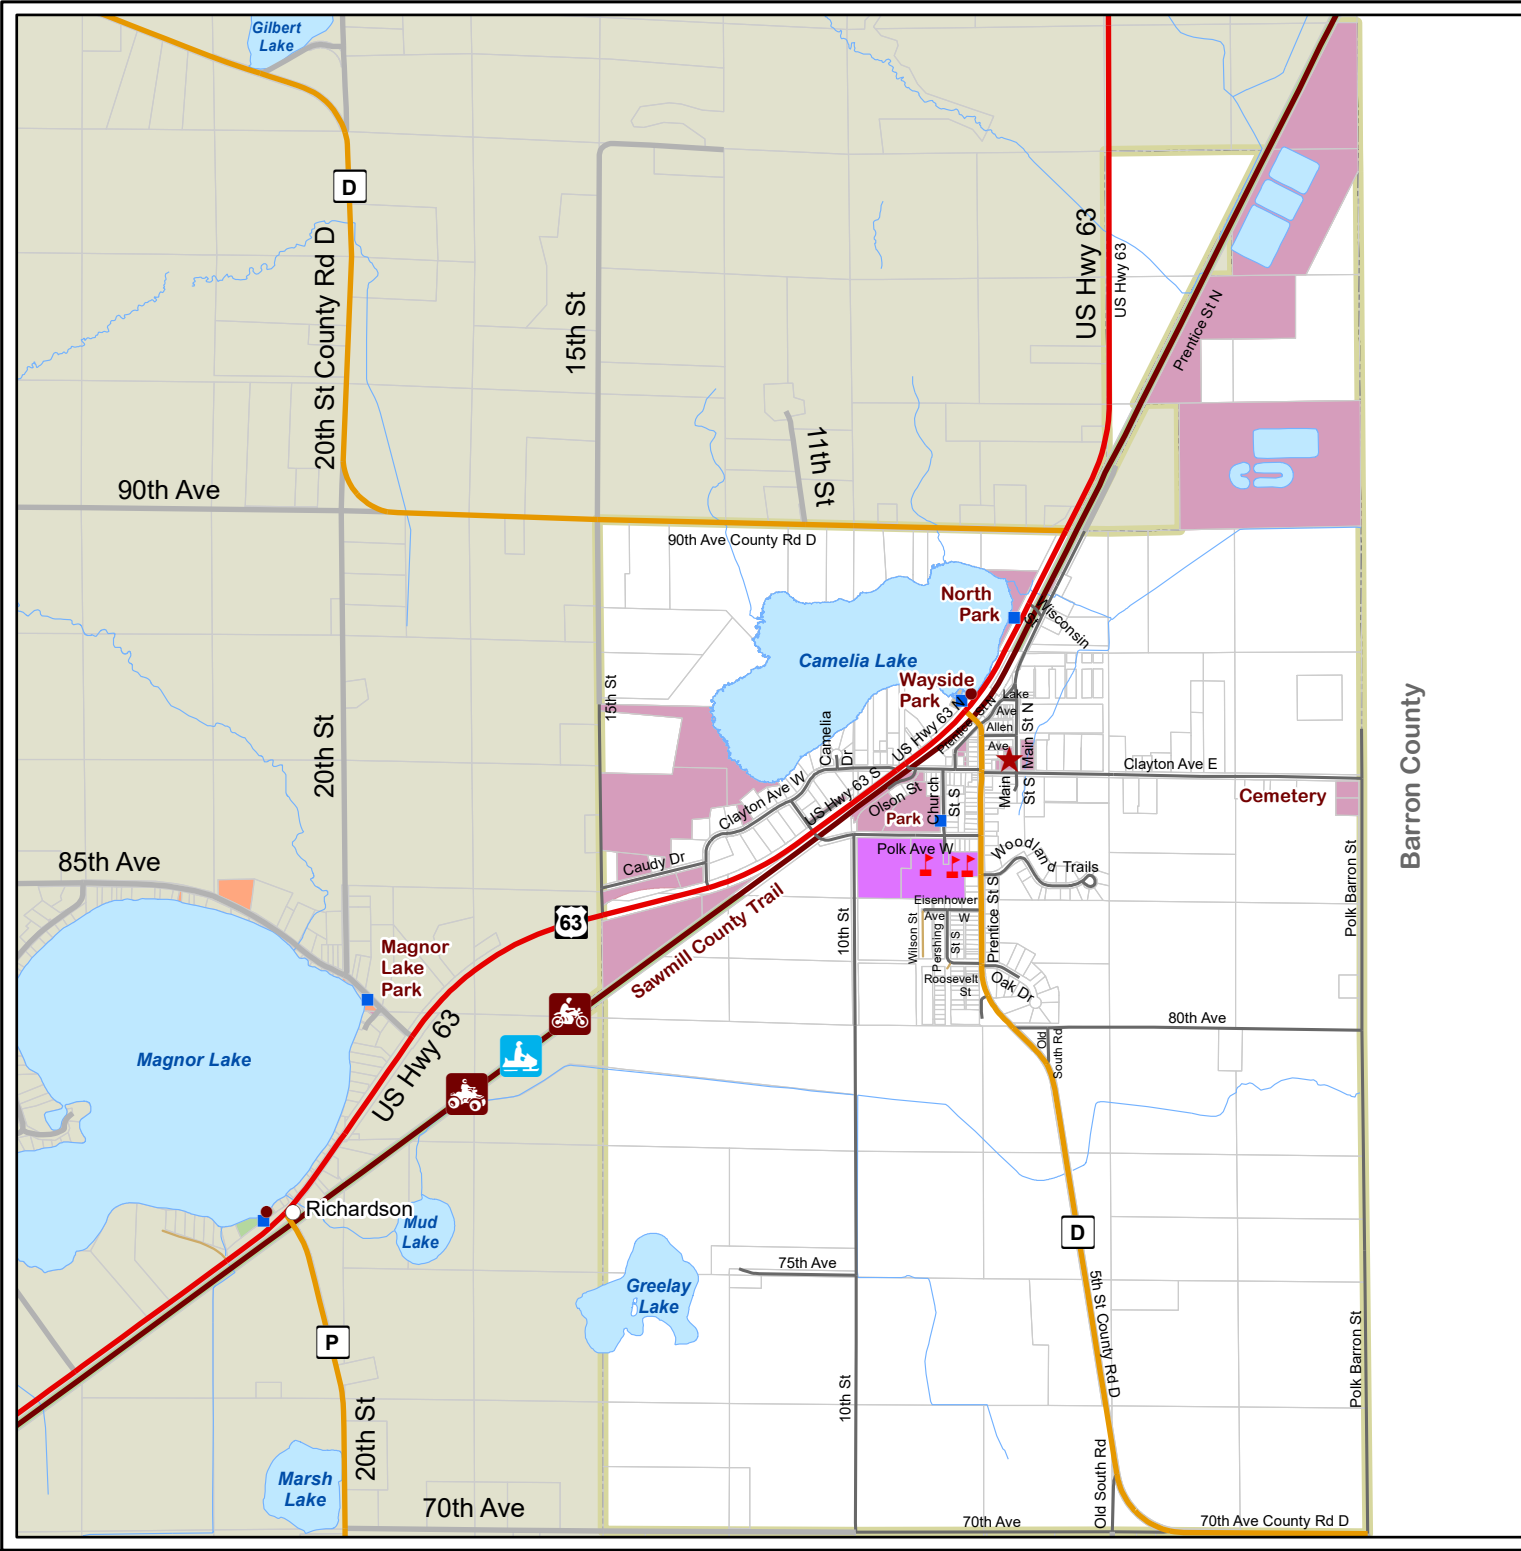 Gilbert
Lake
D
20th St County Rd D
15th St
US Hwy 63
US Hwy 63
Prentice St N
11th St
90th Ave
90th Ave County Rd D
North
Park
Wisconsin
St
Camelia Lake
Wayside
Park
Lake
Ave
Allen
Ave
Main St N
US Hwy 63 N
Prentice St N
15th St
20th St
Camelia
Dr
Clayton Ave W
US Hwy 63 S
Olson St
Church
St S
Main
St S
Clayton Ave E
Cemetery
Barron County
Park
Polk Ave W
Woodland
Trails
Caudy Dr
85th Ave
Eisenhower
Ave
W
Wilson St
Pershing
St S
Prentice St S
Roosevelt
St
Oak Dr
10th St
Polk Barron St
63
Sawmill County Trail
Magnor
Lake
Park
Magnor Lake
US Hwy 63
80th Ave
Old
South Rd
Richardson
Mud
Lake
D
75th Ave
Greelay
Lake
5th St County Rd D
P
20th St
10th St
Polk Barron St
Marsh
Lake
Old South Rd
70th Ave
70th Ave
70th Ave County Rd D